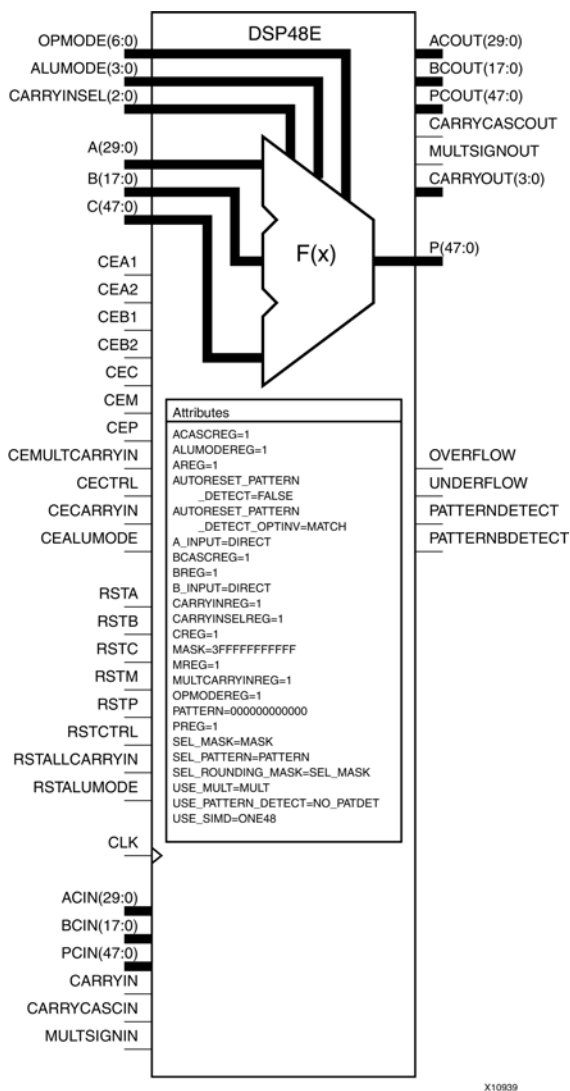 DSP48E
OPMODE(6:0)
ALUMODE(3:0)
CARRYINSEL(2:0)
A(29:0)
B(17:0)
C(47:0)
CEA1
CEA2
CEB1
CEB2
CEC
CEM
CEP
CEMULTCARRYIN
CECTRL
CECARRYIN
CEALUMODE
RSTA
RSTB
RSTC
RSTM
RSTP
RSTCTRL
RSTALLCARRYIN
RSTALUMODE
CLK
ACIN(29:0)
BCIN(17:0)
PCIN(47:0)
CARRYIN
CARRYCASCIN
MULTSIGNIN
F(x)
Attributes
ACASCREG=1
ALUMODEREG=1
AREG=1
AUTORESET_PATTERN
_DETECT=FALSE
AUTORESET_PATTERN
_DETECT_OPTINV=MATCH
A_INPUT=DIRECT
BCASCREG=1
BREG=1
B_INPUT=DIRECT
CARRYINREG=1
CARRYINSELREG=1
CREG=1
MASK=3FFFFFFFFFFF
MREG=1
MULTCARRYINREG=1
OPMODEREG=1
PATTERN=000000000000
PREG=1
SEL_MASK=MASK
SEL_PATTERN=PATTERN
SEL_ROUNDING_MASK=SEL_MASK
USE_MULT=MULT
USE_PATTERN_DETECT=NO_PATDET
USE_SIMD=ONE48
ACOUT(29:0)
BCOUT(17:0)
PCOUT(47:0)
CARRYCASCOUT
MULTSIGNOUT
CARRYOUT(3:0)
P(47:0)
OVERFLOW
UNDERFLOW
PATTERNDETECT
PATTERNBDETECT
X10939